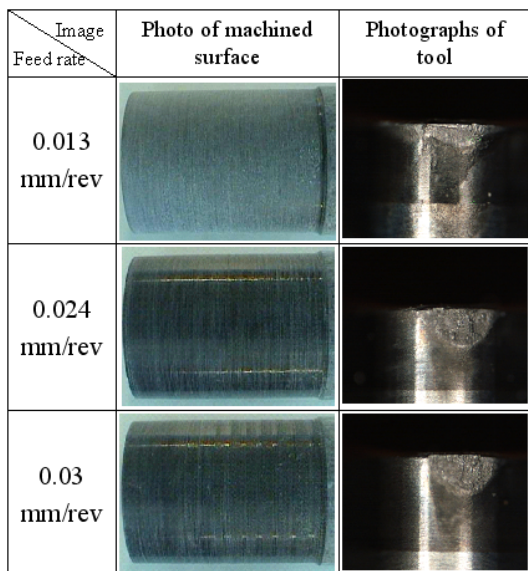 Image
Feed rate
Photo of machined
surface
Photographs of
tool
0.013
mm/rev
0.024
mm/rev
0.03
mm/rev